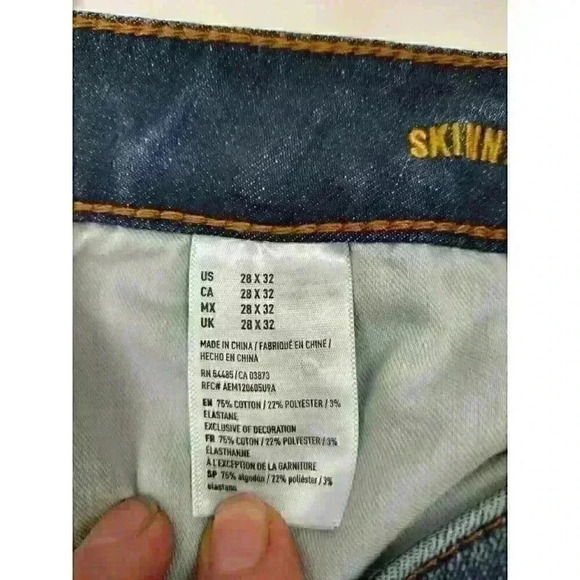 SKINN
US 28 X 32
CA 28 X 32
MX 28 X 32
UK 28 X 32
MADE IN CHINA / FABRIQUÉ EN CHINE /
HECHO EN CHINA
RN 54485 / CA 03873
RFC# AEM120605U9A
EN 75% COTTON / 22% POLYESTER / 3%
ELASTANE
EXCLUSIVE OF DECORATION
FR 75% COTON / 22% POLYESTER / 3%
ÉLASTHANNE
À L'EXCEPTION DE LA GARNITURE
SP 75% algodón / 22% poliéster / 3%
elastano